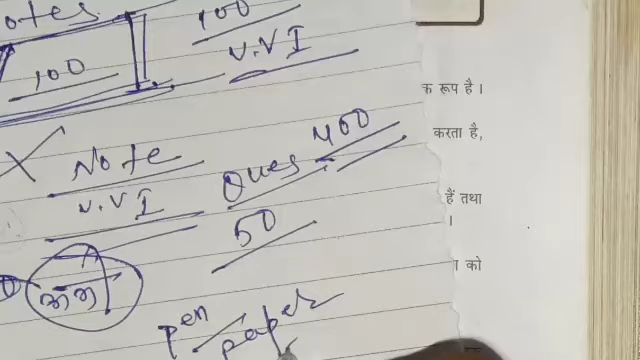 otes
100
V.V I
100
क रूप है।
करता है,
Note
Ques 400
V.V I
हैं तथा
50
।
को
pen
paper